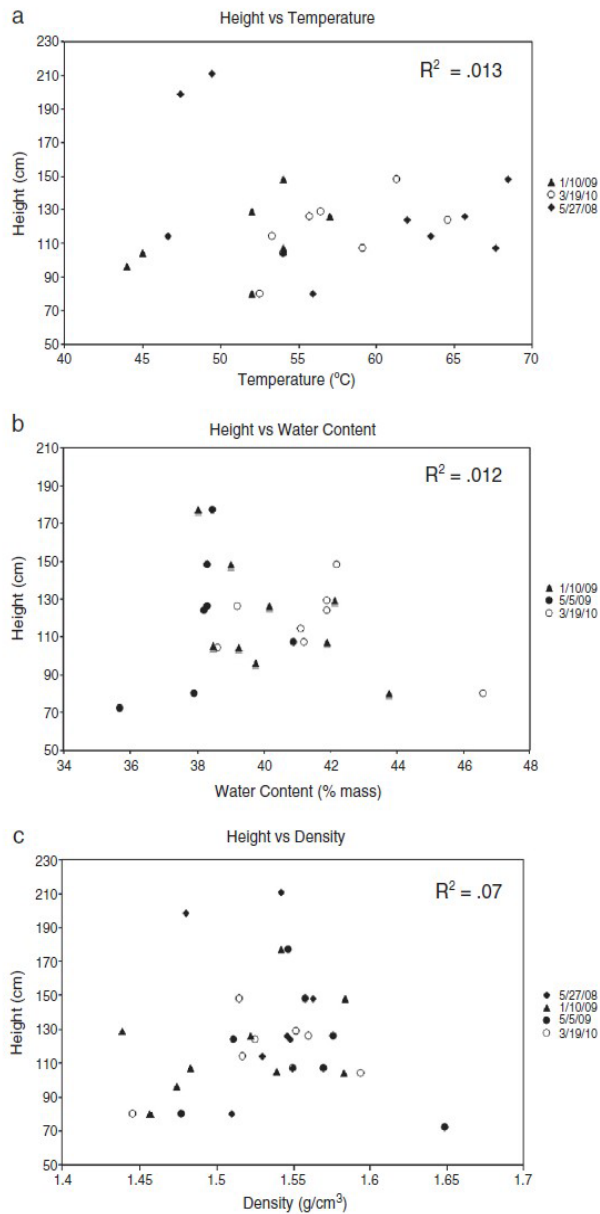 a
Height vs Temperature
R² = .013
230
210
190
170
150
130
110
90
70
50
Height (cm)
40 45 50 54 60 65 70
Temperature (ºC)
1/10/09
3/19/10
5/27/08
b
Height vs Water Content
R² = .012
210
190
170
150
130
110
90
70
50
Height (cm)
34 36 38 40 42 44 46 48
Water Content (% mass)
1/10/09
5/5/09
3/19/10
c
Height vs Density
R² = .07
230
210
190
170
150
130
110
90
70
50
Height (cm)
1.4 1.45 1.5 1.55 1.6 1.65 1.7
Density (g/cm³)
5/27/08
1/10/09
5/5/09
3/19/10